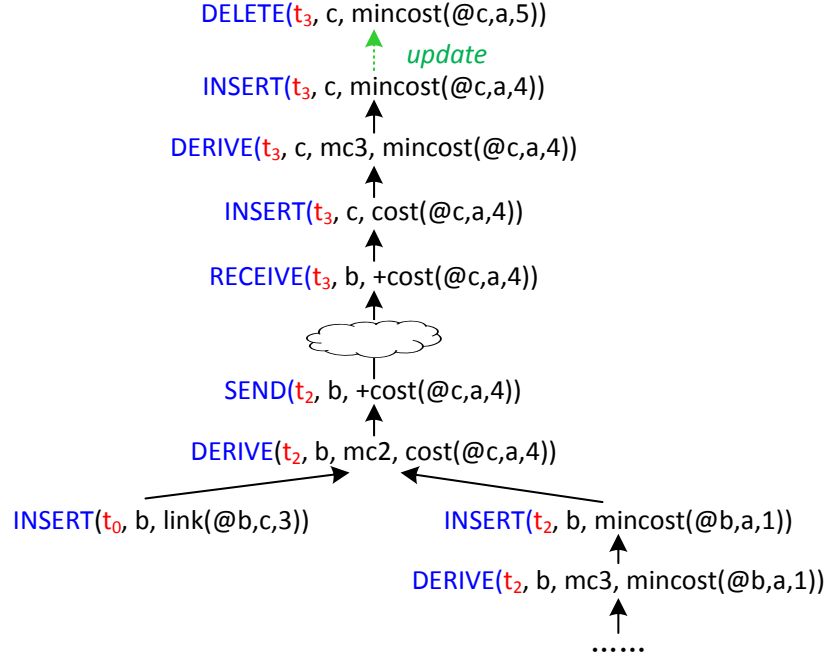 DELETE(t₃, c, mincost(@c,a,5))
update
INSERT(t₃, c, mincost(@c,a,4))
DERIVE(t₃, c, mc3, mincost(@c,a,4))
INSERT(t₃, c, cost(@c,a,4))
RECEIVE(t₃, b, +cost(@c,a,4))
SEND(t₂, b, +cost(@c,a,4))
DERIVE(t₂, b, mc2, cost(@c,a,4))
INSERT(t₀, b, link(@b,c,3))
INSERT(t₂, b, mincost(@b,a,1))
DERIVE(t₂, b, mc3, mincost(@b,a,1))
......